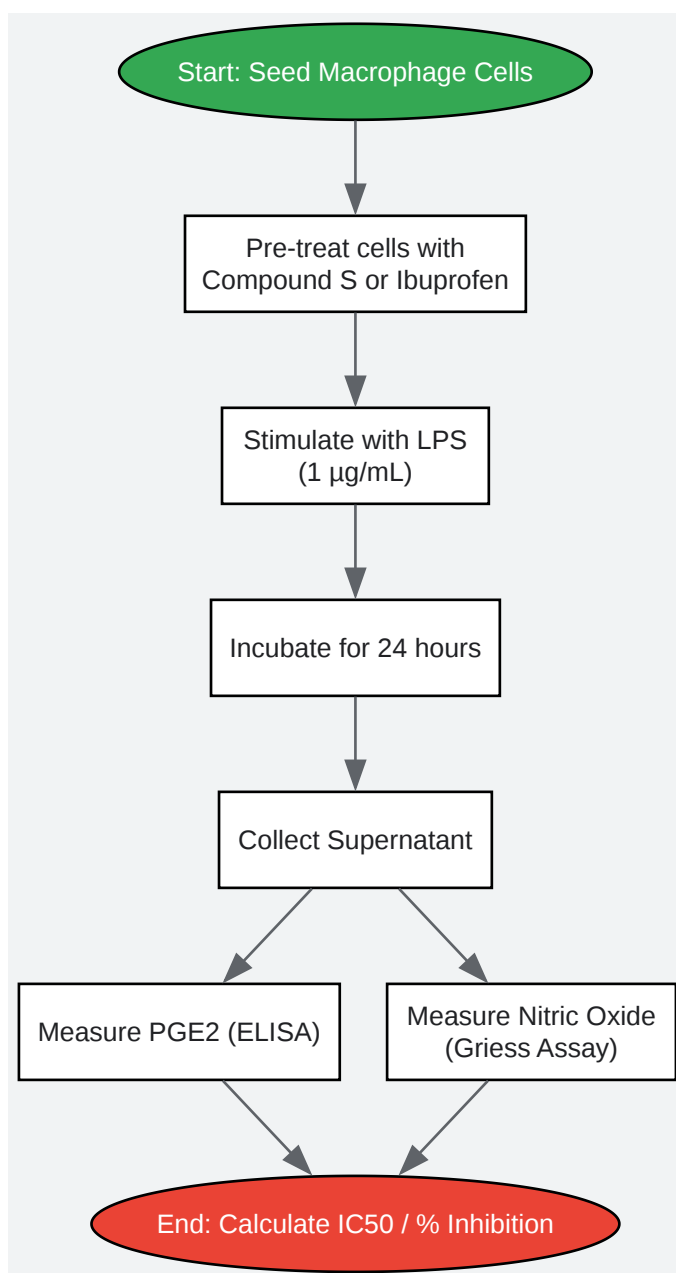 Start: Seed Macrophage Cells
Pre-treat cells with
Compound S or Ibuprofen
Stimulate with LPS
(1 µg/mL)
Incubate for 24 hours
Collect Supernatant
Measure PGE2 (ELISA)
Measure Nitric Oxide
(Griess Assay)
End: Calculate IC50 / % Inhibition